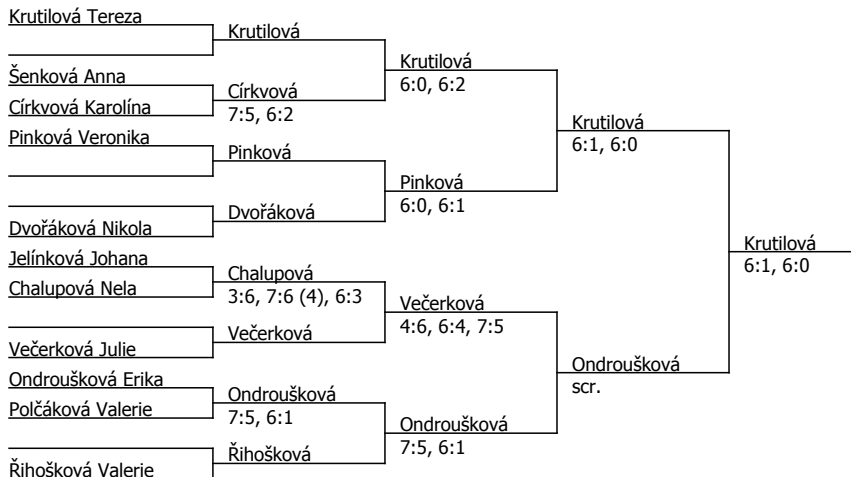 Krutilová Tereza
Šenková Anna
Církvová Karolína
Pinková Veronika
Dvořáková Nikola
Jelínková Johana
Chalupová Nela
Večerková Julie
Ondroušková Erika
Polčáková Valerie
Řihošková Valerie
Krutilová
Církvová
7:5, 6:2
Pinková
Dvořáková
Chalupová
3:6, 7:6 (4), 6:3
Večerková
Ondroušková
7:5, 6:1
Řihošková
Krutilová
6:0, 6:2
Pinková
6:0, 6:1
Večerková
4:6, 6:4, 7:5
Ondroušková
7:5, 6:1
Krutilová
6:1, 6:0
Ondroušková
scr.
Krutilová
6:1, 6:0